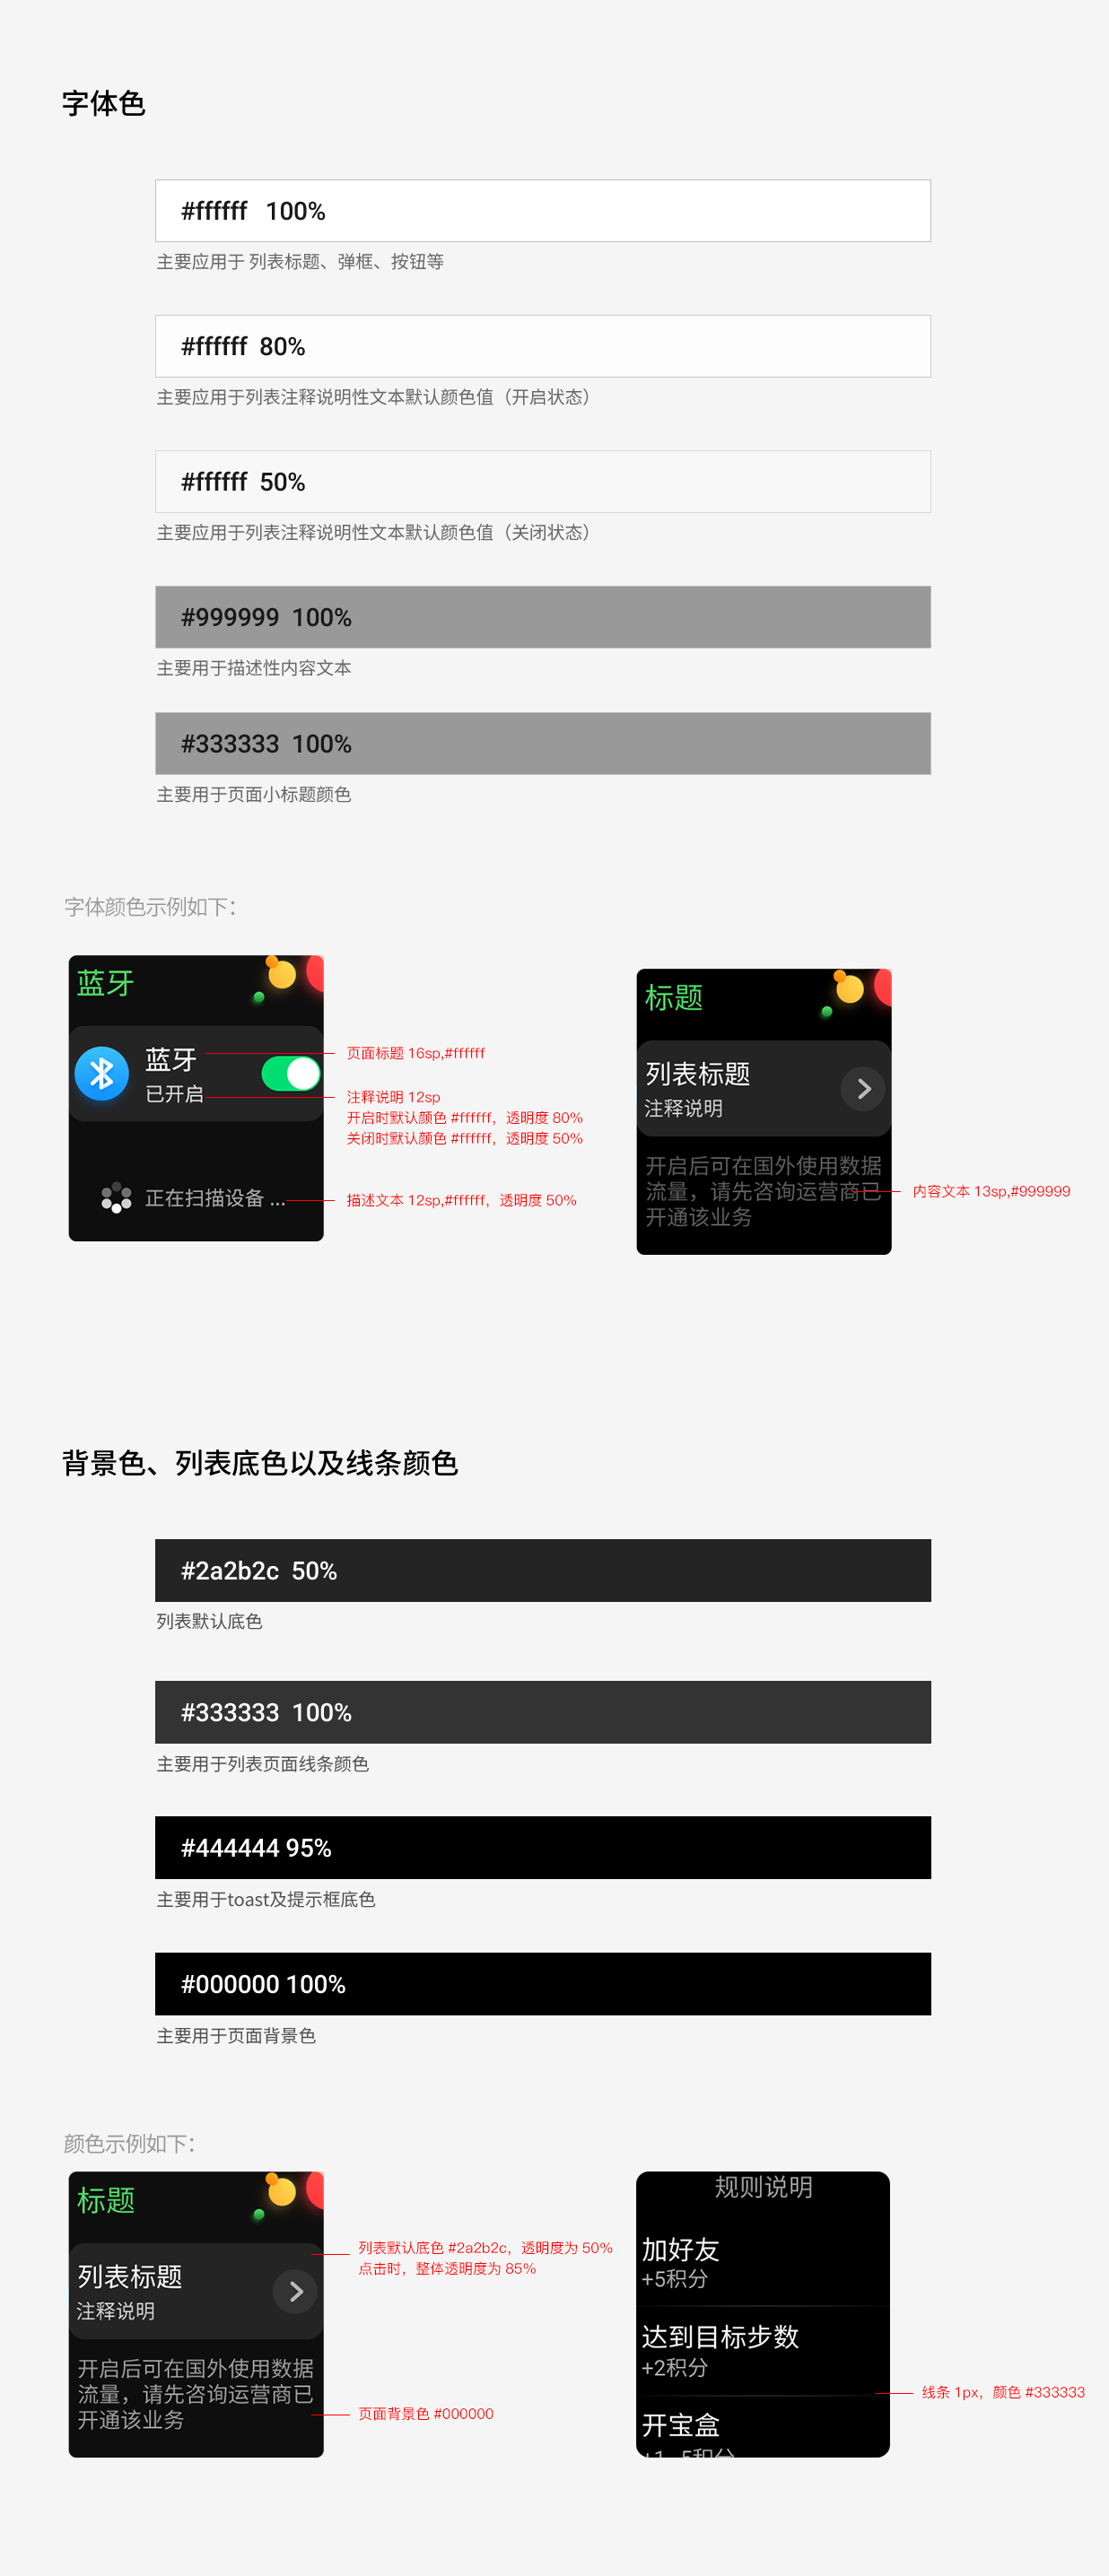 字体色
#ffffff 100%
主要应用于 列表标题、弹框、按钮等
#ffffff 80%
主要应用于列表注释说明性文本默认颜色值（开启状态）
#ffffff 50%
主要应用于列表注释说明性文本默认颜色值（关闭状态）
#999999 100%
主要用于描述性内容文本
#333333 100%
主要用于页面小标题颜色
字体颜色示例如下：
蓝牙
蓝牙
已开启
正在扫描设备 ...
页面标题 16sp,#ffffff
注释说明 12sp
开启时默认颜色 #ffffff，透明度 80%
关闭时默认颜色 #ffffff，透明度 50%
描述文本 12sp,#ffffff，透明度 50%
标题
列表标题
注释说明
开启后可在国外使用数据
流量，请先咨询运营商已
开通该业务
内容文本 13sp,#999999
背景色、列表底色以及线条颜色
#2a2b2c 50%
列表默认底色
#333333 100%
主要用于列表页面线条颜色
#444444 95%
主要用于toast及提示框底色
#000000 100%
主要用于页面背景色
颜色示例如下：
标题
列表标题
注释说明
开启后可在国外使用数据
流量，请先咨询运营商已
开通该业务
列表默认底色 #2a2b2c，透明度为 50%
点击时，整体透明度为 85%
页面背景色 #000000
规则说明
加好友
+5积分
达到目标步数
+2积分
开宝盒
线条 1px，颜色 #333333